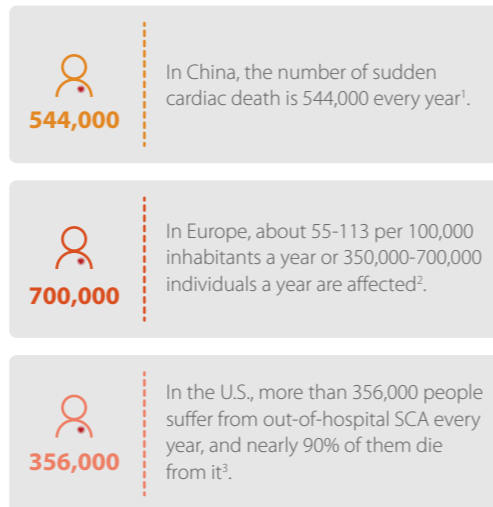 544,000
In China, the number of sudden
cardiac death is 544,000 every year¹.
700,000
In Europe, about 55-113 per 100,000
inhabitants a year or 350,000-700,000
individuals a year are affected².
356,000
In the U.S., more than 356,000 people
suffer from out-of-hospital SCA every
year, and nearly 90% of them die
from it³.